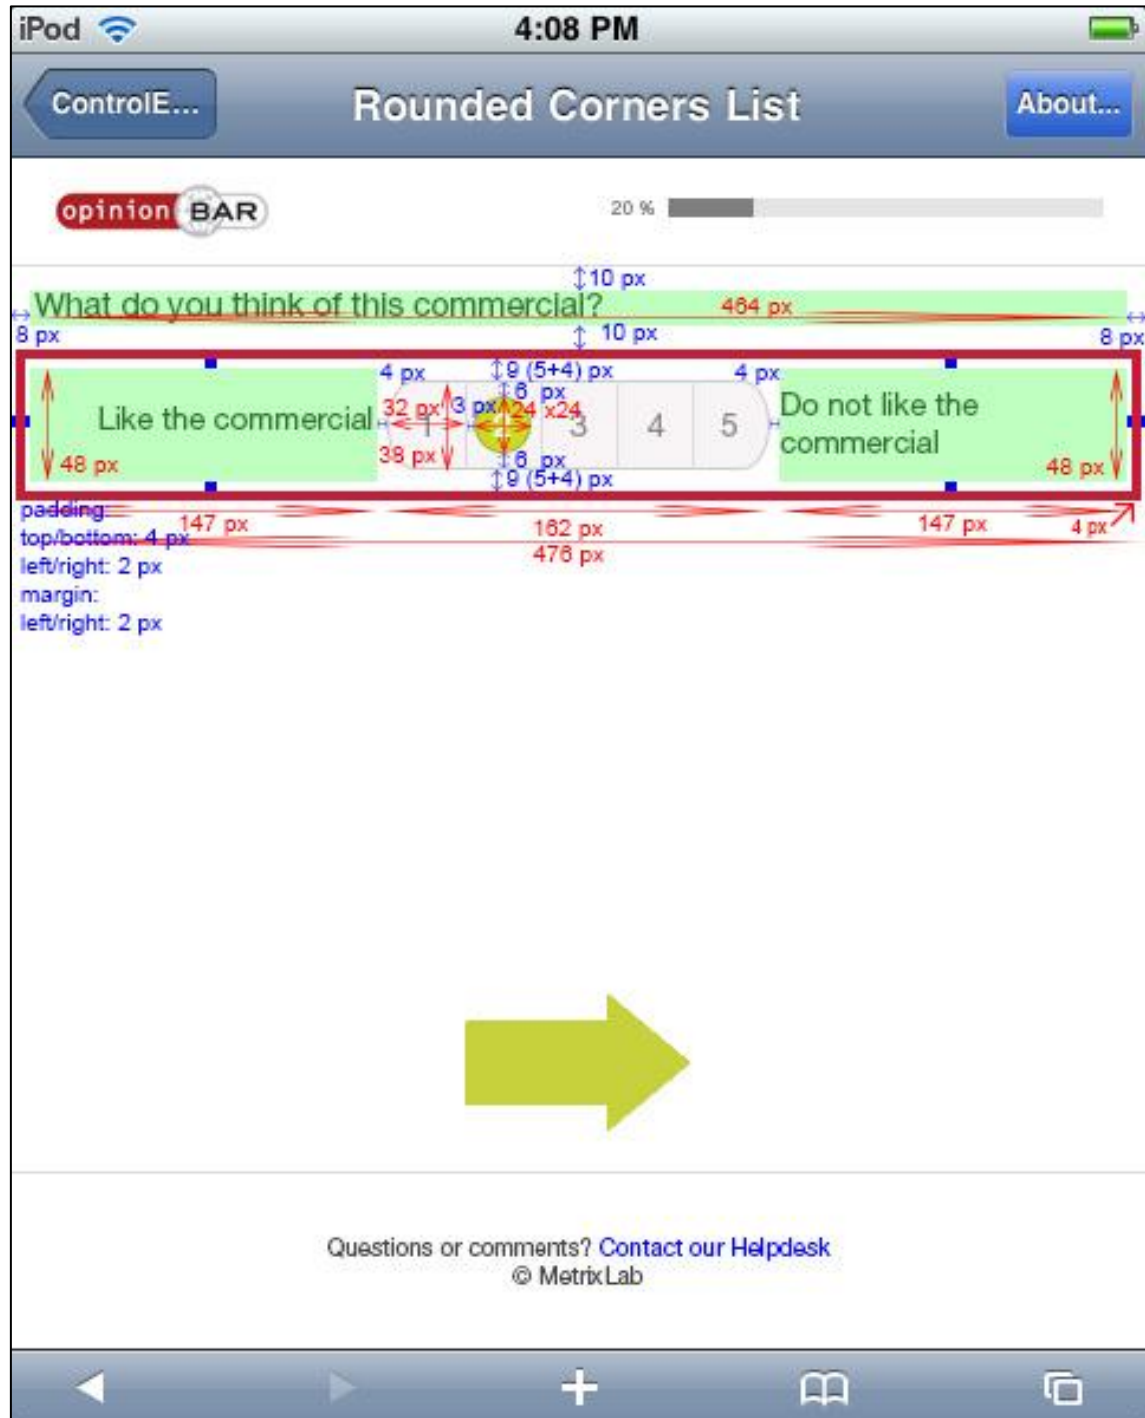 iPod 4:08 PM
ControlE... Rounded Corners List About...
opinion BAR 20 %
10 px
What do you think of this commercial? 464 px
8 px 10 px 8 px
4 px 9 (5+4) px 4 px
6 px
32 px 3 px 24 x24
Like the commercial 1 3 4 5 Do not like the commercial
48 px 38 px 6 px 48 px
9 (5+4) px
padding:
147 px 162 px 147 px 4 px
top/bottom: 4 px
476 px
left/right: 2 px
margin:
left/right: 2 px
Questions or comments? Contact our Helpdesk
© MetrixLab